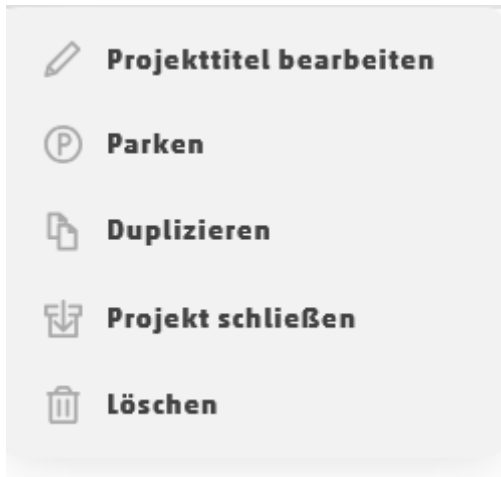 Projekttitel bearbeiten
P Parken
Duplizieren
Projekt schließen
Löschen